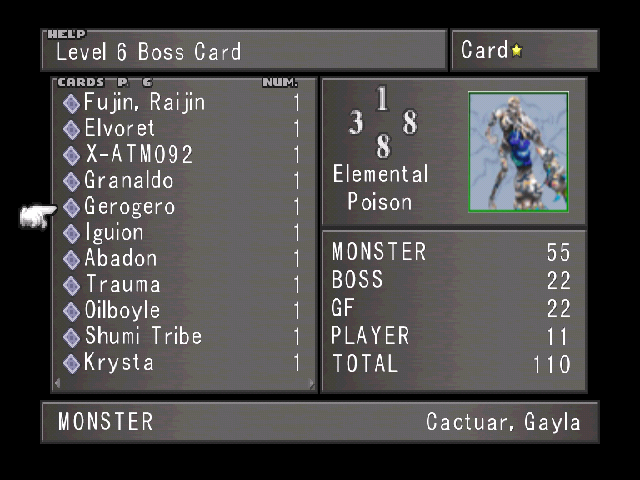 HELP
Level 6 Boss Card
Card★
CARDS P. 6 NUM.
Fujin, Raijin 1
Elvoret 1
X-ATM092 1
Granaldo 1
Gerogero 1
Iguion 1
Abadon 1
Trauma 1
Oilboyle 1
Shumi Tribe 1
Krysta 1
1
3 8
8
Elemental
Poison
MONSTER 55
BOSS 22
GF 22
PLAYER 11
TOTAL 110
MONSTER Cactuar, Gayla